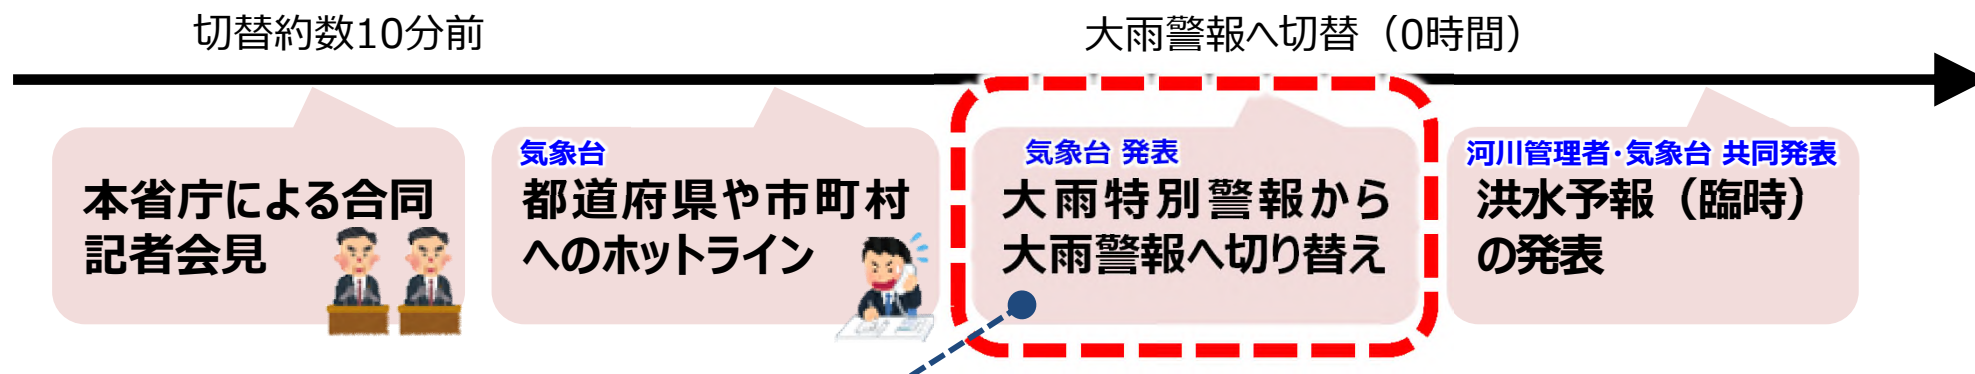 切替約数10分前
大雨警報へ切替（0時間）
本省庁による合同
記者会見
気象台
都道府県や市町村
へのホットライン
気象台 発表
大雨特別警報から
大雨警報へ切り替え
河川管理者･気象台 共同発表
洪水予報（臨時）
の発表